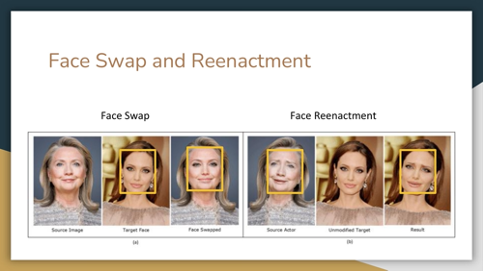 Face Swap and Reenactment
Face Swap
Face Reenactment
Source Image
Target Face
Face Swapped
Source Actor
Unmodified Target
Result
(a)
(b)